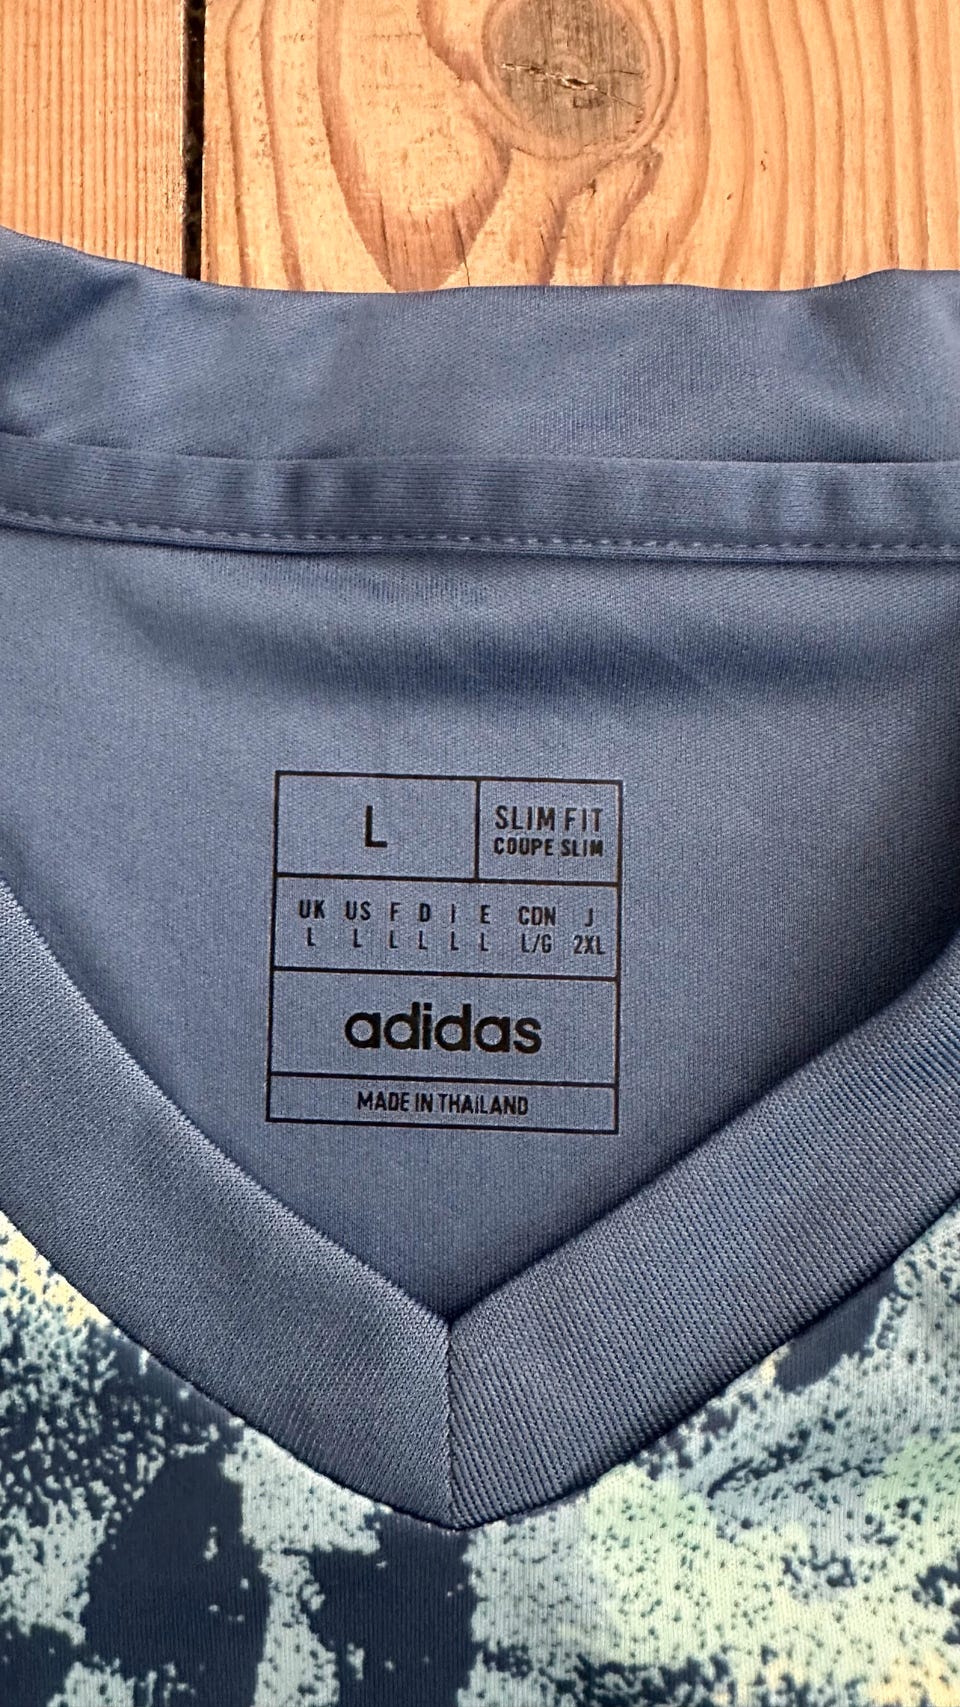 L
SLIM FIT
COUPE SLIM
UK US F D I E CDN J
L L L L L L L/G 2XL
adidas
MADE IN THAILAND